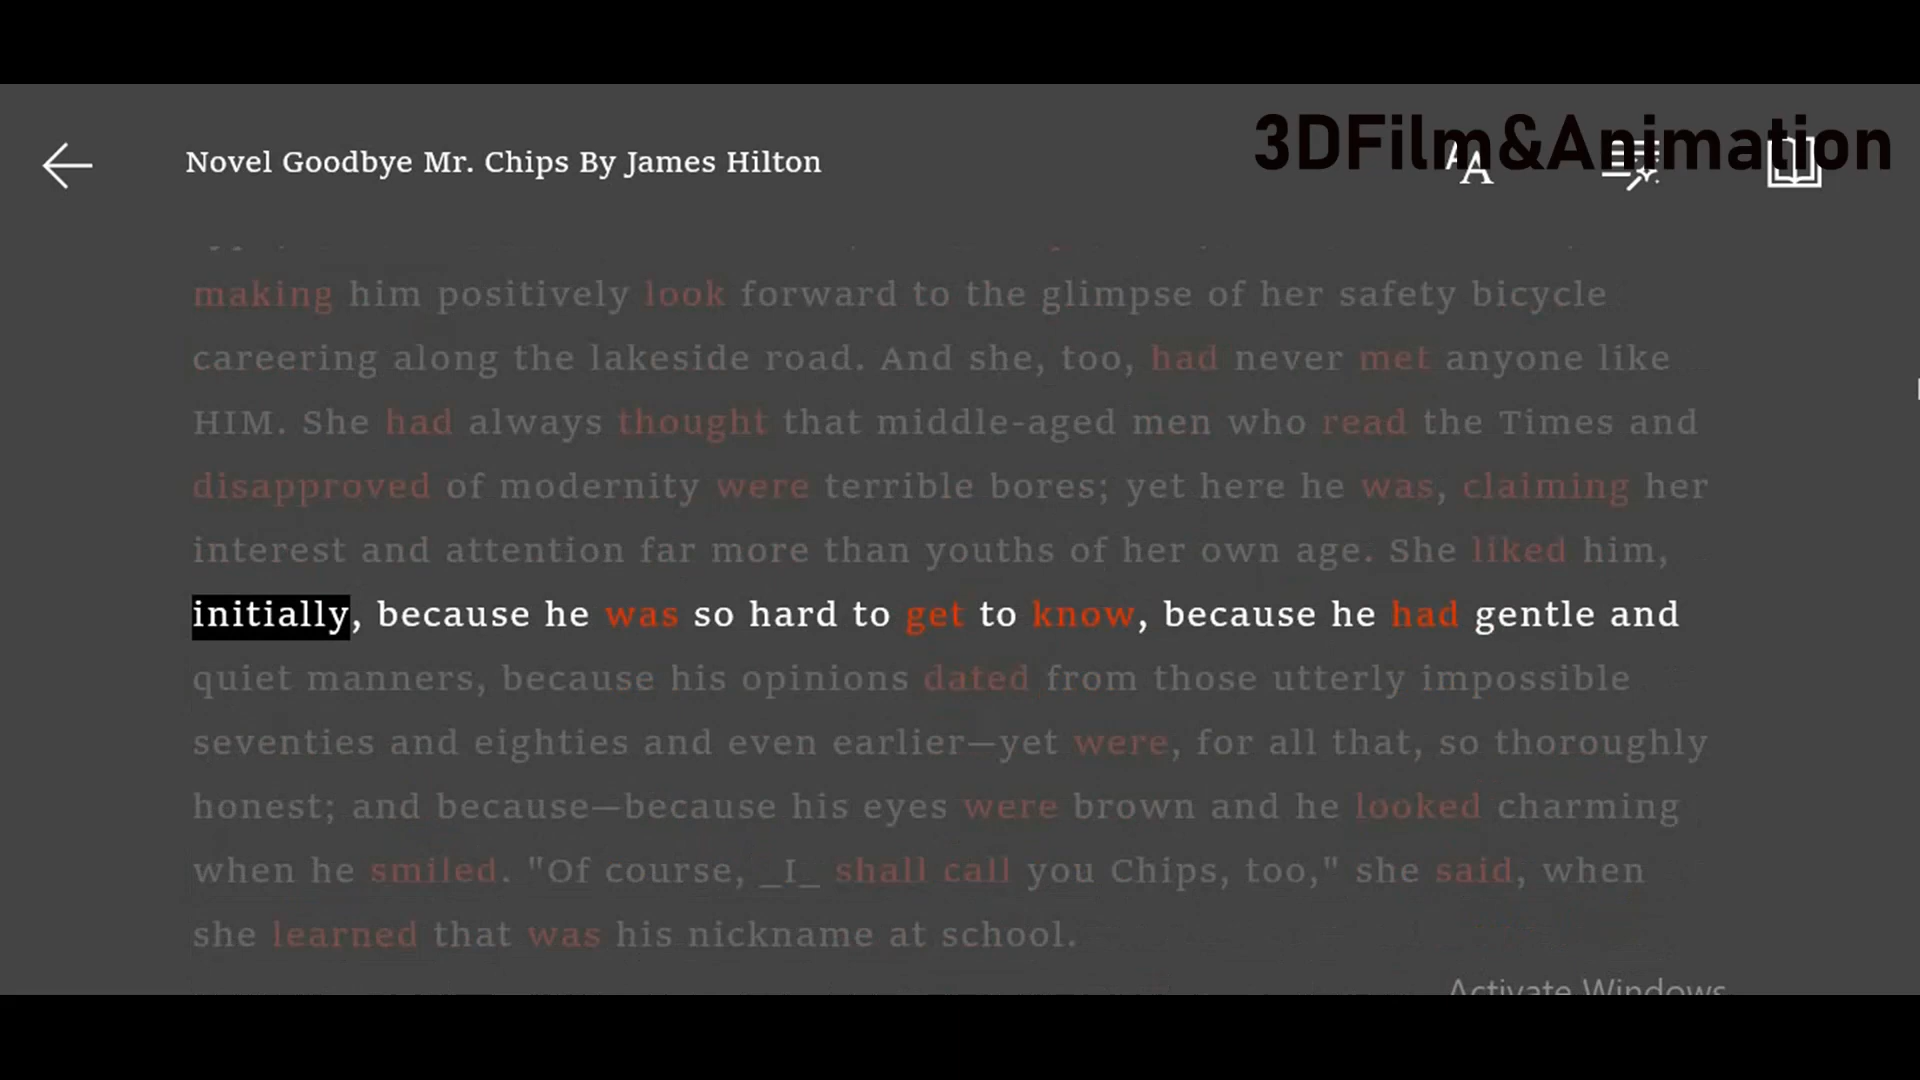 3DFilm&Animation
Novel Goodbye Mr. Chips By James Hilton
AA
making him positively look forward to the glimpse of her safety bicycle
careering along the lakeside road. And she, too, had never met anyone like
HIM. She had always thought that middle-aged men who read the Times and
disapproved of modernity were terrible bores; yet here he was, claiming her
interest and attention far more than youths of her own age. She liked him,
initially, because he was so hard to get to know, because he had gentle and
quiet manners, because his opinions dated from those utterly impossible
seventies and eighties and even earlier—yet were, for all that, so thoroughly
honest; and because—because his eyes were brown and he looked charming
when he smiled. "Of course, _I_ shall call you Chips, too," she said, when
she learned that was his nickname at school.
Activate Windows